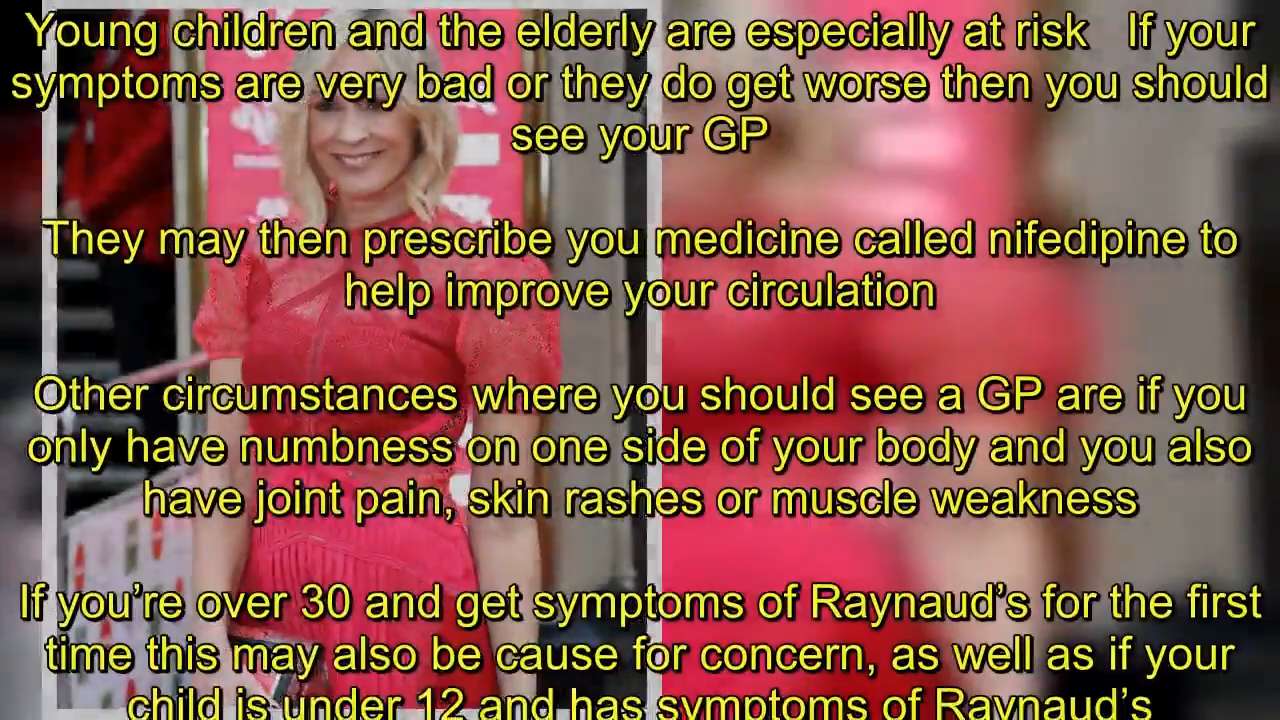 Young children and the elderly are especially at risk   If your
symptoms are very bad or they do get worse then you should
see your GP
They may then prescribe you medicine called nifedipine to
help improve your circulation
Other circumstances where you should see a GP are if you
only have numbness on one side of your body and you also
have joint pain, skin rashes or muscle weakness
If you’re over 30 and get symptoms of Raynaud’s for the first
time this may also be cause for concern, as well as if your
child is under 12 and has symptoms of Raynaud’s